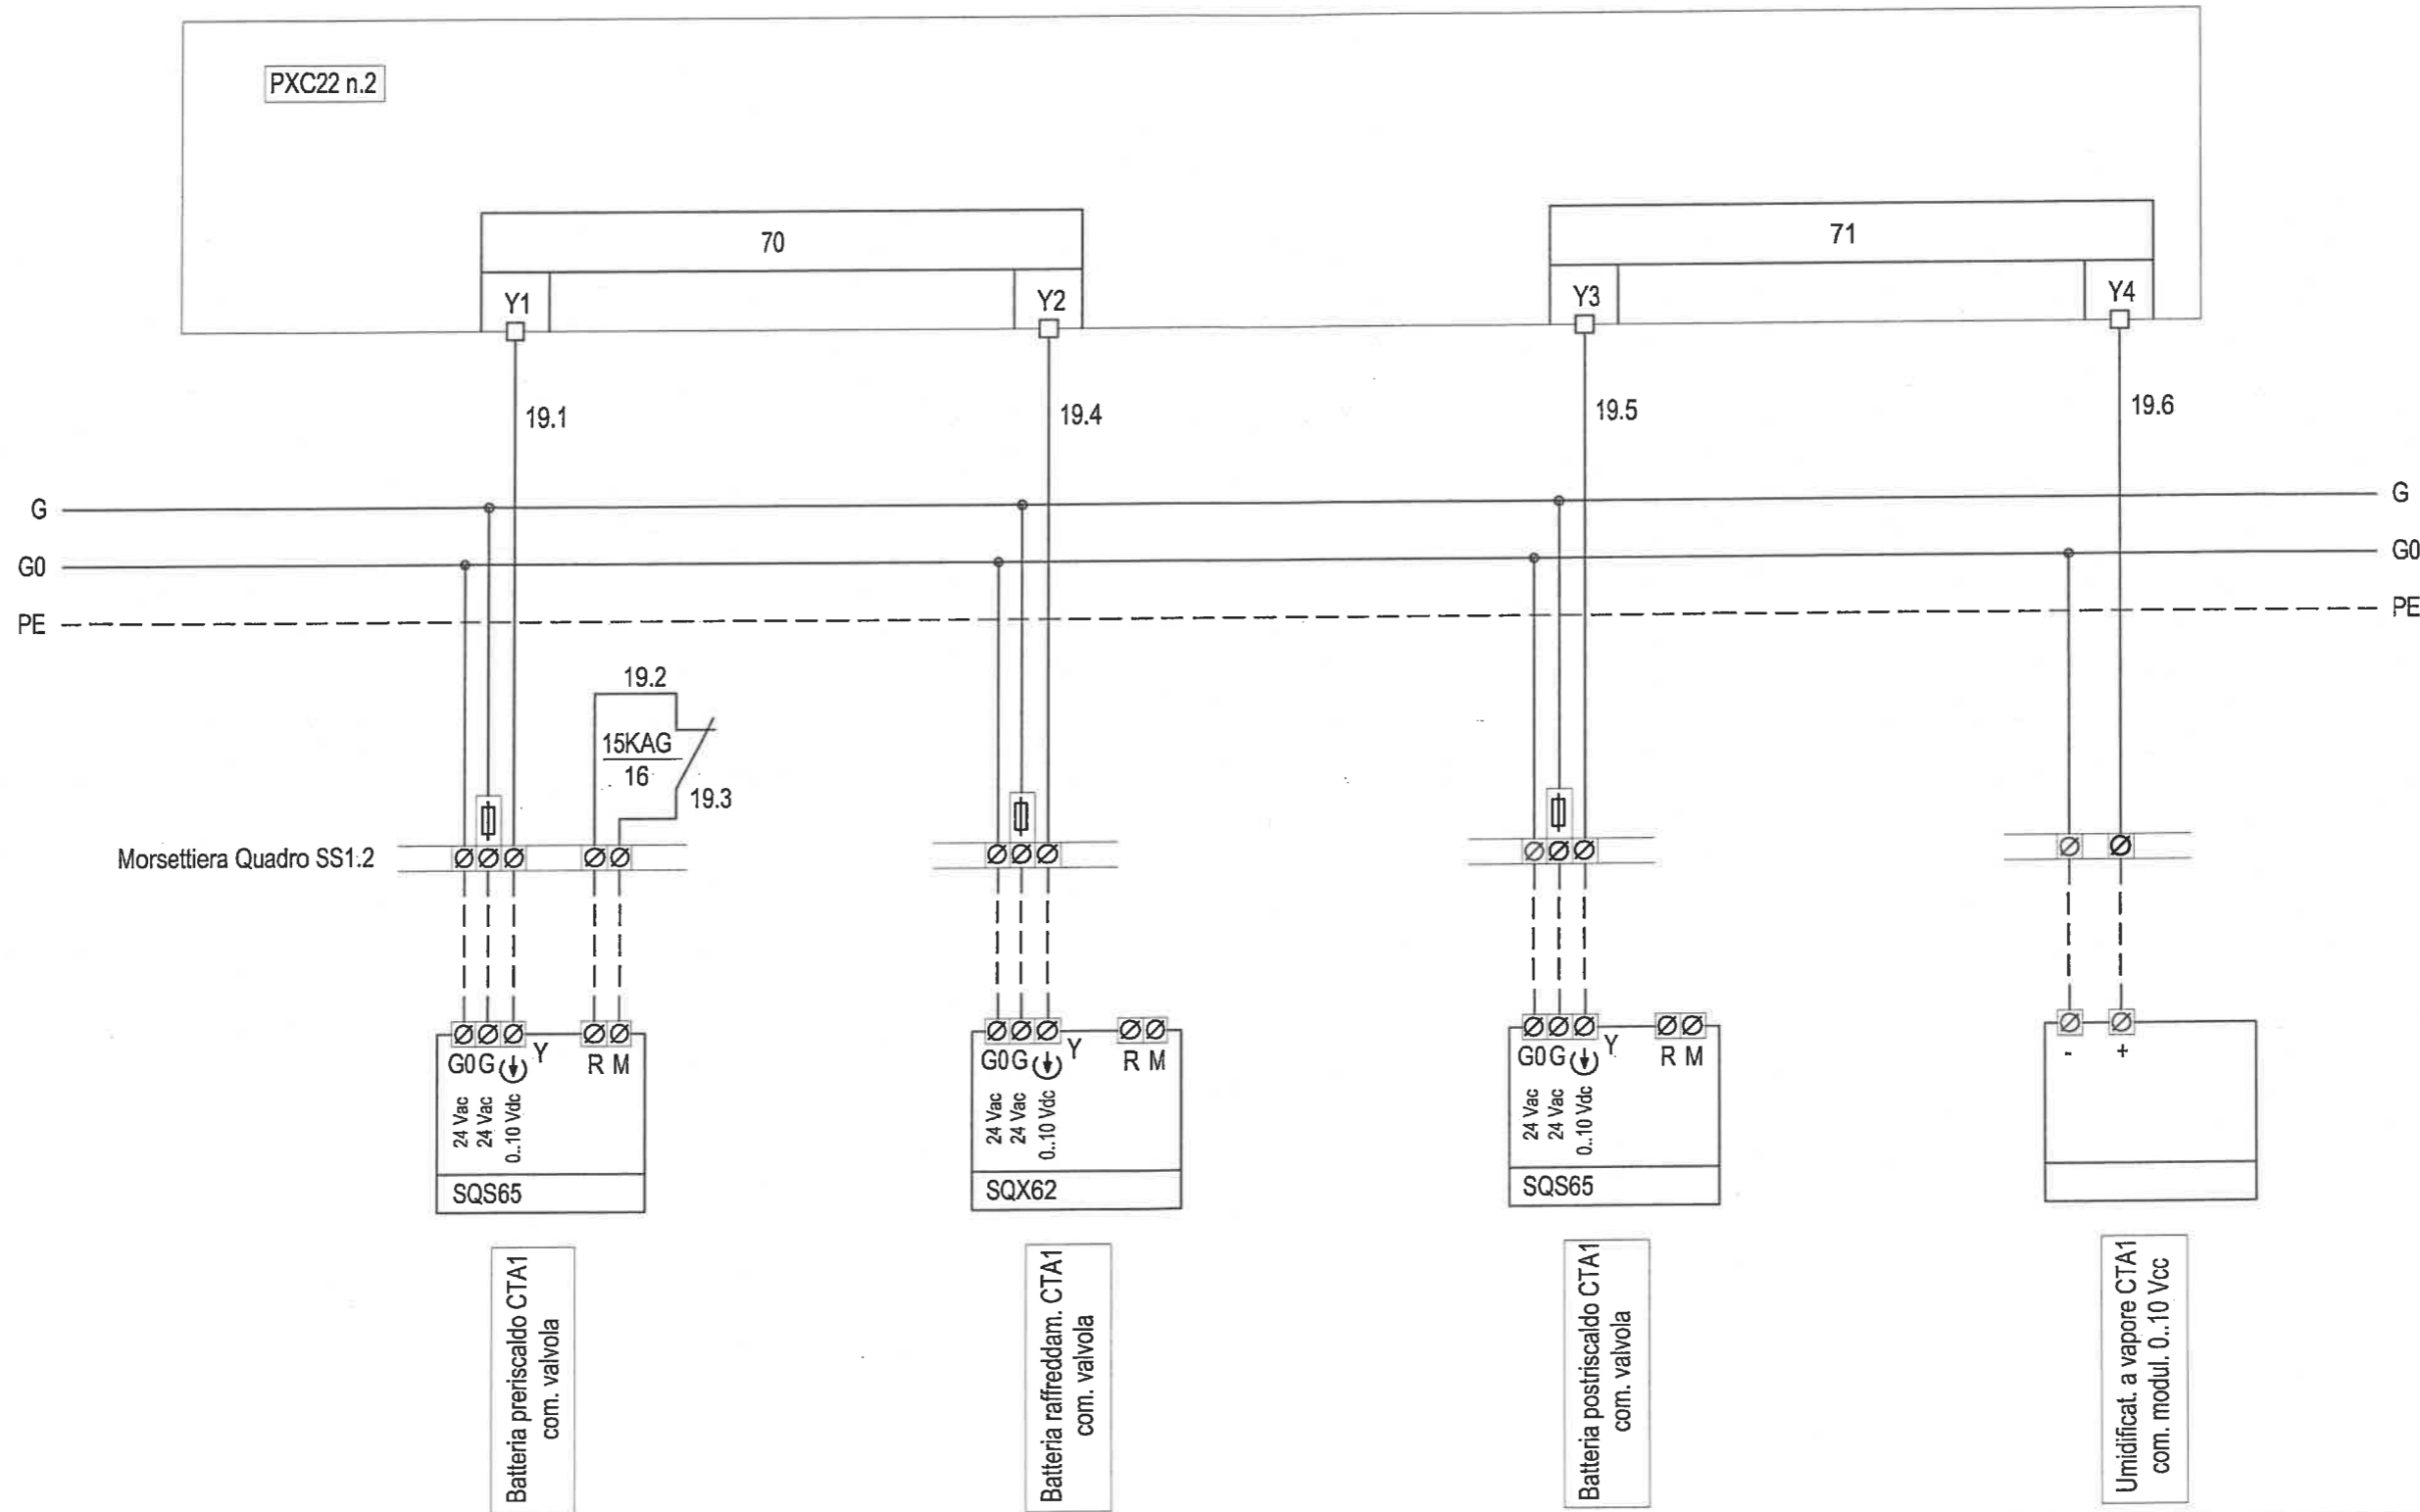 PXC22 n.2
70
71
Y1
Y2
Y3
Y4
19.1
19.4
19.5
19.6
G
G
G0
G0
PE
PE
19.2
15KAG
16
19.3
Morsettiera Quadro SS1.2
G0 G Y R M
G0 G Y R M
G0 G Y R M
- +
24 Vac
24 Vac
0..10 Vdc
24 Vac
24 Vac
0..10 Vdc
24 Vac
24 Vac
0..10 Vdc
SQS65
SQX62
SQS65
Batteria preriscaldo CTA1
com. valvola
Batteria raffreddam. CTA1
com. valvola
Batteria postriscaldo CTA1
com. valvola
Umidificat. a vapore CTA1
com. modul. 0..10 Vcc